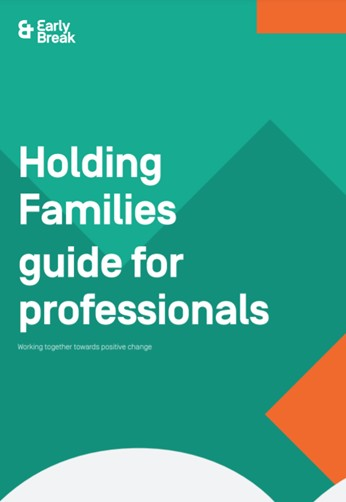 & Early
Break
Holding
Families
guide for
professionals
Working together towards positive change